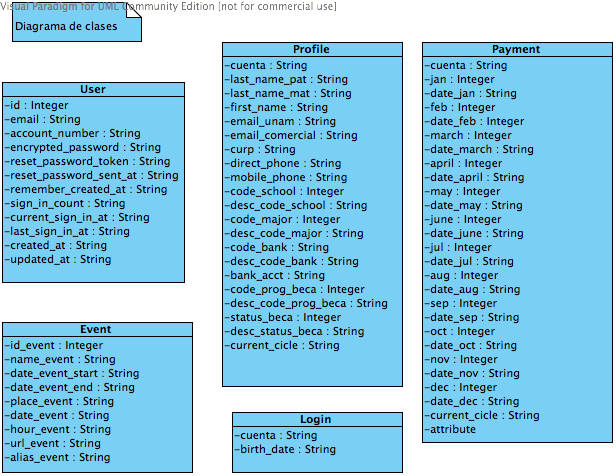 Visual Paradigm for UML Community Edition [not for commercial use]
Diagrama de clases
User
-id : Integer
-email : String
-account_number : String
-encrypted_password : String
-reset_password_token : String
-reset_password_sent_at : String
-remember_created_at : String
-sign_in_count : String
-current_sign_in_at : String
-last_sign_in_at : String
-created_at : String
-updated_at : String
Profile
-cuenta : String
-last_name_pat : String
-last_name_mat : String
-first_name : String
-email_unam : String
-email_comercial : String
-curp : String
-direct_phone : String
-mobile_phone : String
-code_school : Integer
-desc_code_school : String
-code_major : Integer
-desc_code_major : String
-code_bank : String
-desc_code_bank : String
-bank_acct : String
-code_prog_beca : Integer
-desc_code_prog_beca : String
-status_beca : Integer
-desc_status_beca : String
-current_cicle : String
Payment
-cuenta : String
-jan : Integer
-date_jan : String
-feb : Integer
-date_feb : String
-march : Integer
-date_march : String
-april : Integer
-date_april : String
-may : Integer
-date_may : String
-june : Integer
-date_june : String
-jul : Integer
-date_jul : String
-aug : Integer
-date_aug : String
-sep : Integer
-date_sep : String
-oct : Integer
-date_oct : String
-nov : Integer
-date_nov : String
-dec : Integer
-date_dec : String
-current_cicle : String
-attribute
Event
-id_event : Integer
-name_event : String
-date_event_start : String
-date_event_end : String
-place_event : String
-date_event : String
-hour_event : String
-url_event : String
-alias_event : String
Login
-cuenta : String
-birth_date : String